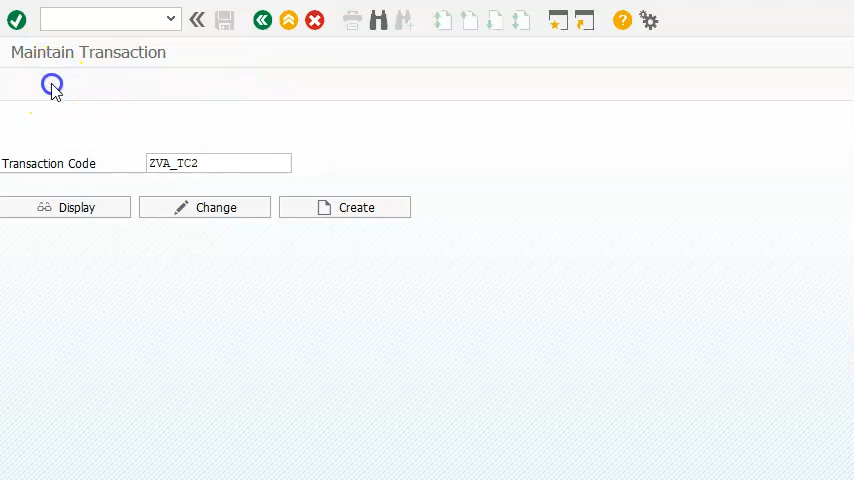 Maintain Transaction
Transaction Code ZVA_TC2
Display Change Create